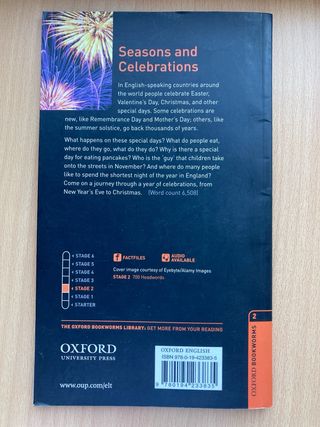 Seasons and
Celebrations
In English-speaking countries around
the world people celebrate Easter,
Valentine's Day, Christmas, and other
special days. Some celebrations are
new, like Remembrance Day and Mother's Day; others, like
the summer solstice, go back thousands of years.
What happens on these special days? What do people eat,
where do they go, what do they do? Why is there a special
day for eating pancakes? Who is the 'guy' that children take
onto the streets in November? And where do many people
like to spend the shortest night of the year in England?
Come on a journey through a year of celebrations, from
New Year's Eve to Christmas. [Word count 6,508]
STAGE 6
STAGE 5
STAGE 4
STAGE 3
STAGE 2
STAGE 1
STARTER
FACTFILES
AUDIO
AVAILABLE
Cover image courtesy of Eyebyte/Alamy Images
STAGE 2 700 Headwords
THE OXFORD BOOKWORMS LIBRARY: GET MORE FROM YOUR READING
OXFORD
UNIVERSITY PRESS
www.oup.com/elt
OXFORD ENGLISH
ISBN 978-0-19-423383-5
9 780194 233835
2
OXFORD BOOKWORMS